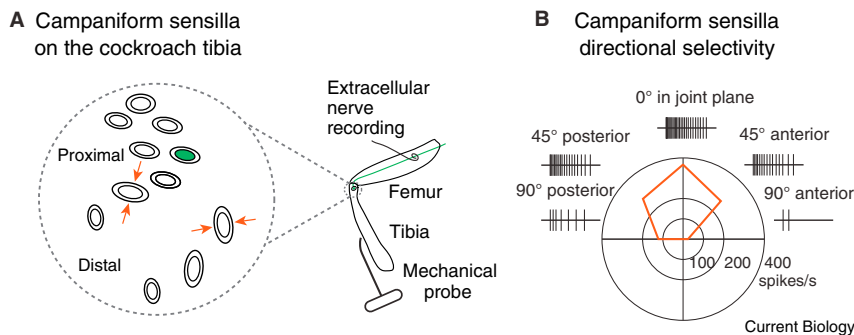 A Campaniform sensilla
on the cockroach tibia
Proximal
Distal
Extracellular
nerve
recording
Femur
Tibia
Mechanical
probe
B Campaniform sensilla
directional selectivity
0° in joint plane
45° posterior
45° anterior
90° posterior
90° anterior
100 200 400
spikes/s
Current Biology